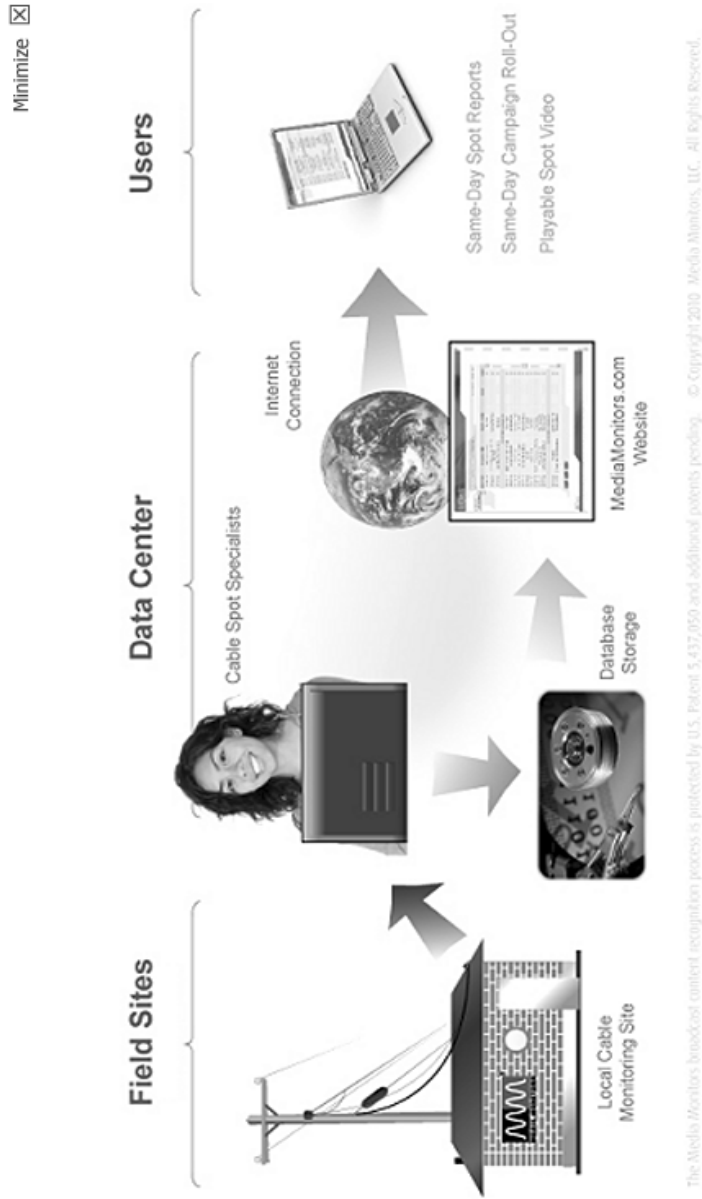 Minimize
Field Sites
Data Center
Users
Cable Spot Specialists
Internet
Connection
Same-Day Spot Reports
Same-Day Campaign Roll-Out
Playable Spot Video
Local Cable
Monitoring Site
Database
Storage
MediaMonitors.com
Website
The Media Monitors broadcast content recognition process is protected by U.S. Patent 5,437,050 and additional patents pending. © Copyright 2010 Media Monitors, LLC. All Rights Reserved.